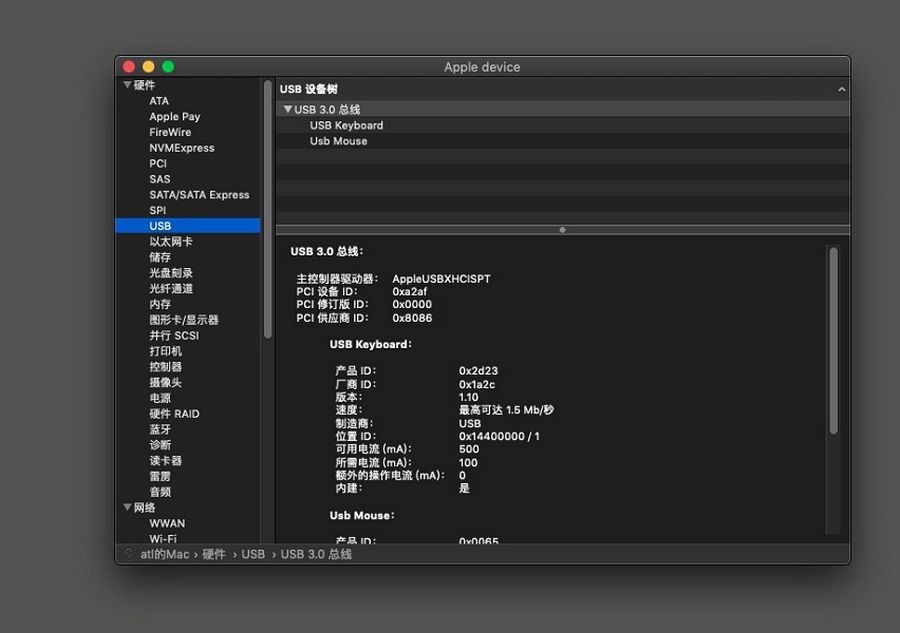 Apple device
硬件
ATA
Apple Pay
FireWire
NVMExpress
PCI
SAS
SATA/SATA Express
SPI
USB
以太网卡
储存
光盘刻录
光纤通道
内存
图形卡/显示器
并行 SCSI
打印机
控制器
摄像头
电源
硬件 RAID
蓝牙
诊断
读卡器
雷雳
音频
网络
WWAN
Wi-Fi
USB 设备树
USB 3.0 总线
USB Keyboard
Usb Mouse
USB 3.0 总线:
主控制器驱动器: AppleUSBXHCISPT
PCI 设备 ID: 0xa2af
PCI 修订版 ID: 0x0000
PCI 供应商 ID: 0x8086
USB Keyboard:
产品 ID: 0x2d23
厂商 ID: 0x1a2c
版本: 1.10
速度: 最高可达 1.5 Mb/秒
制造商: USB
位置 ID: 0x14400000 / 1
可用电流 (mA): 500
所需电流 (mA): 100
额外的操作电流 (mA): 0
内建: 是
Usb Mouse:
产品 ID: 0x0065
atl的Mac › 硬件 › USB › USB 3.0 总线